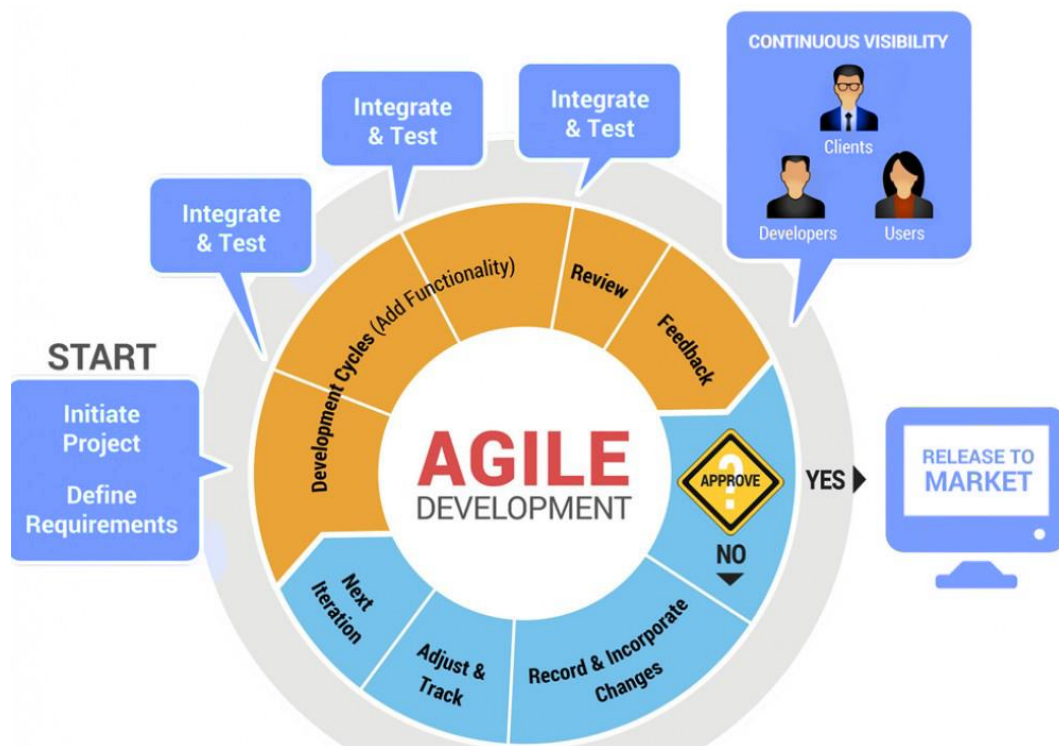 START
Initiate
Project
Define
Requirements
Integrate
& Test
Integrate
& Test
Integrate
& Test
CONTINUOUS VISIBILITY
Clients
Developers
Users
Development Cycles (Add Functionality)
Review
Feedback
APPROVE
?
YES
NO
RELEASE TO
MARKET
Record & Incorporate
Changes
Adjust &
Track
Next
Iteration
AGILE
DEVELOPMENT